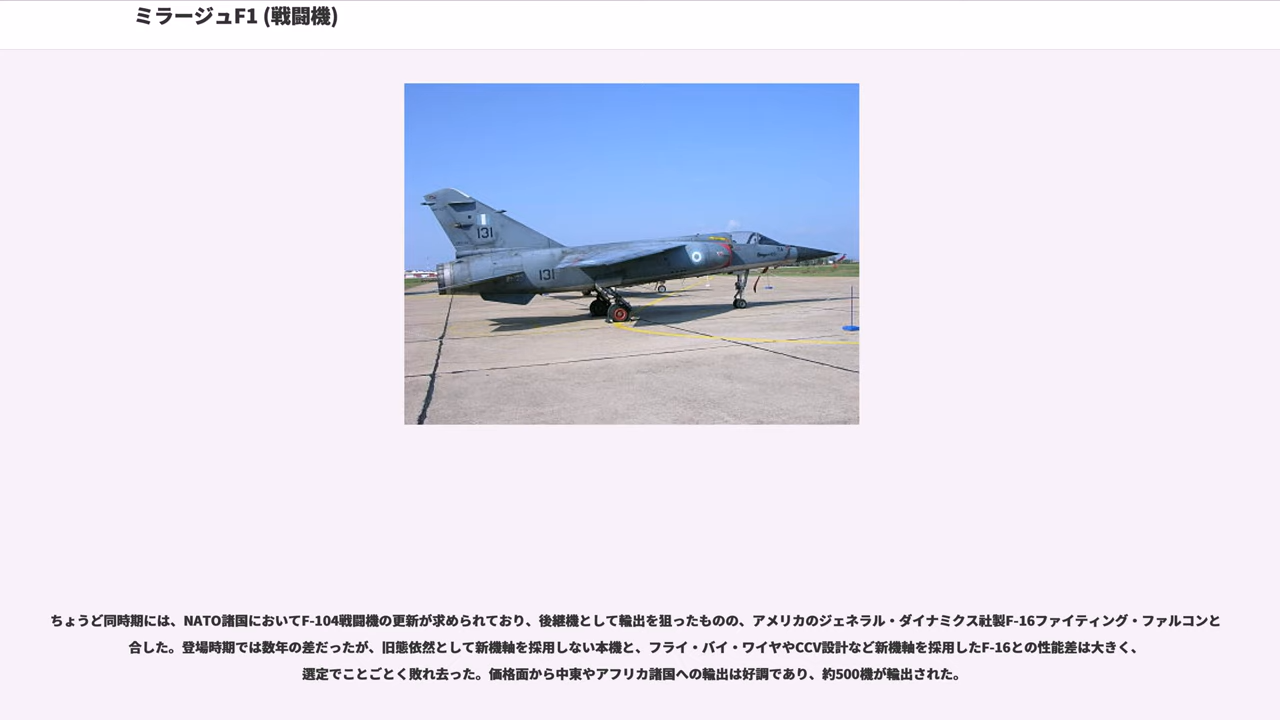 ミラージュF1 (戦闘機)
131
131
ちょうど同時期には、NATO諸国においてF-104戦闘機の更新が求められており、後継機として輸出を狙ったものの、アメリカのジェネラル・ダイナミクス社製F-16ファイティング・ファルコンと
合した。登場時期では数年の差だったが、旧態依然として新機軸を採用しない本機と、フライ・バイ・ワイヤやCCV設計など新機軸を採用したF-16との性能差は大きく、
選定でことごとく敗れ去った。価格面から中東やアフリカ諸国への輸出は好調であり、約500機が輸出された。